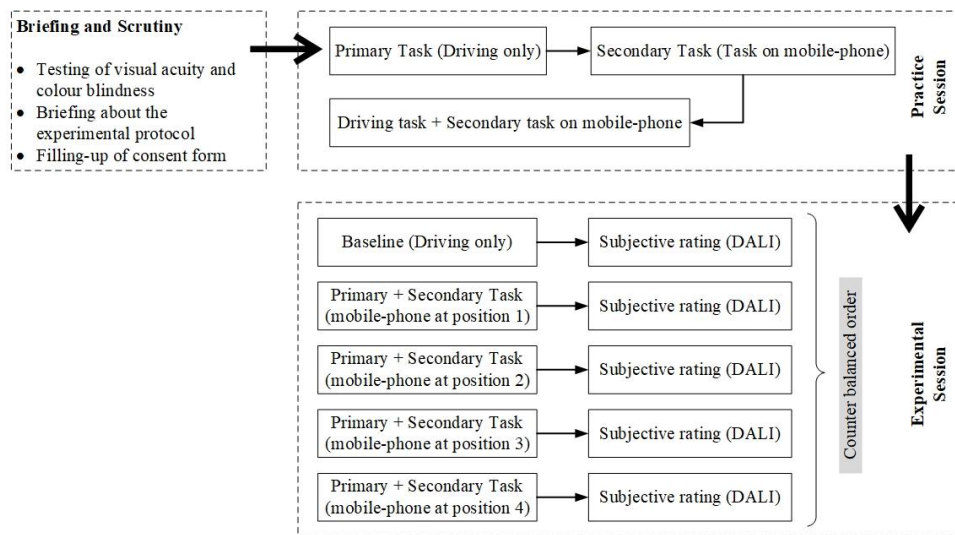 Briefing and Scrutiny
• Testing of visual acuity and
colour blindness
• Briefing about the
experimental protocol
• Filling-up of consent form
Primary Task (Driving only)
Secondary Task (Task on mobile-phone)
Driving task + Secondary task on mobile-phone
Practice
Session
Baseline (Driving only)
Subjective rating (DALI)
Primary + Secondary Task
(mobile-phone at position 1)
Subjective rating (DALI)
Primary + Secondary Task
(mobile-phone at position 2)
Subjective rating (DALI)
Primary + Secondary Task
(mobile-phone at position 3)
Subjective rating (DALI)
Primary + Secondary Task
(mobile-phone at position 4)
Subjective rating (DALI)
Counter balanced order
Experimental
Session